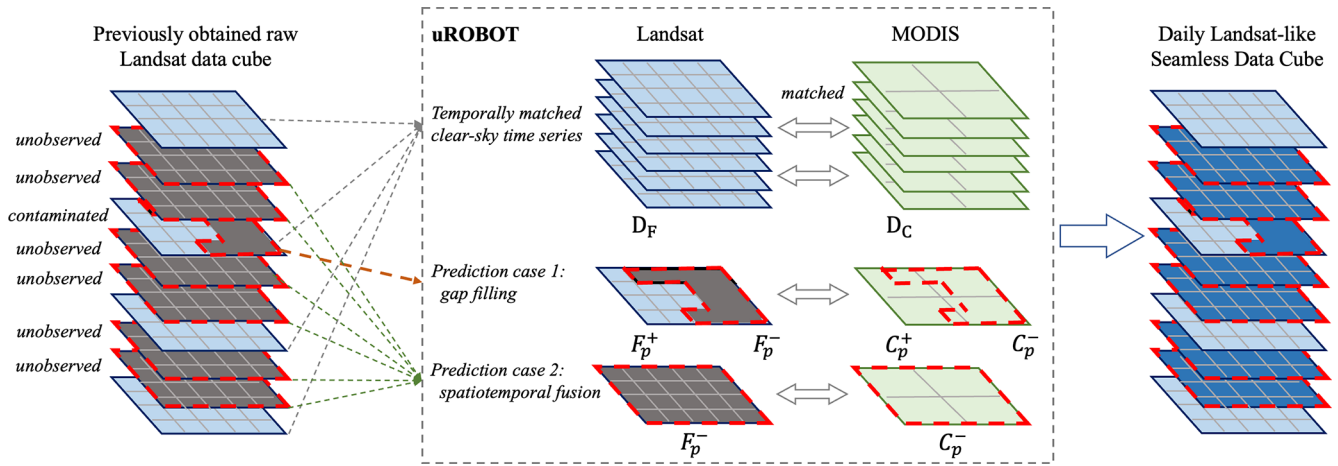 Previously obtained raw
Landsat data cube
unobserved
unobserved
contaminated
unobserved
unobserved
unobserved
unobserved
uROBOT
Landsat
MODIS
Temporally matched
clear-sky time series
matched
D_F
D_C
Prediction case 1:
gap filling
F_p^+
F_p^-
C_p^+
C_p^-
Prediction case 2:
spatiotemporal fusion
F_p^-
C_p^-
Daily Landsat-like
Seamless Data Cube